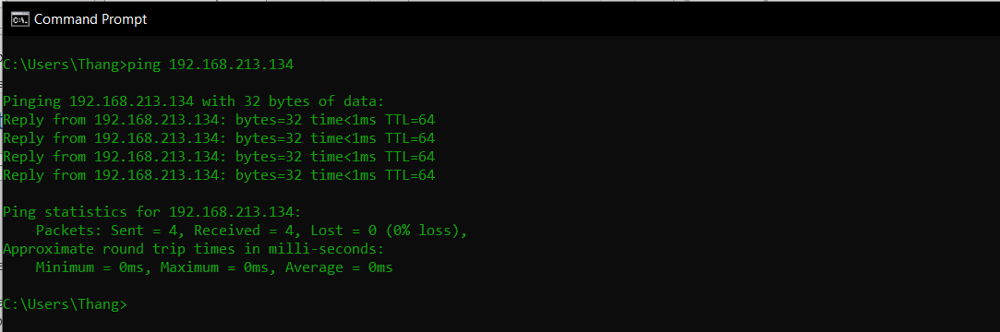 Command Prompt
C:\Users\Thang>ping 192.168.213.134
Pinging 192.168.213.134 with 32 bytes of data:
Reply from 192.168.213.134: bytes=32 time<1ms TTL=64
Reply from 192.168.213.134: bytes=32 time<1ms TTL=64
Reply from 192.168.213.134: bytes=32 time<1ms TTL=64
Reply from 192.168.213.134: bytes=32 time<1ms TTL=64
Ping statistics for 192.168.213.134:
    Packets: Sent = 4, Received = 4, Lost = 0 (0% loss),
Approximate round trip times in milli-seconds:
    Minimum = 0ms, Maximum = 0ms, Average = 0ms
C:\Users\Thang>